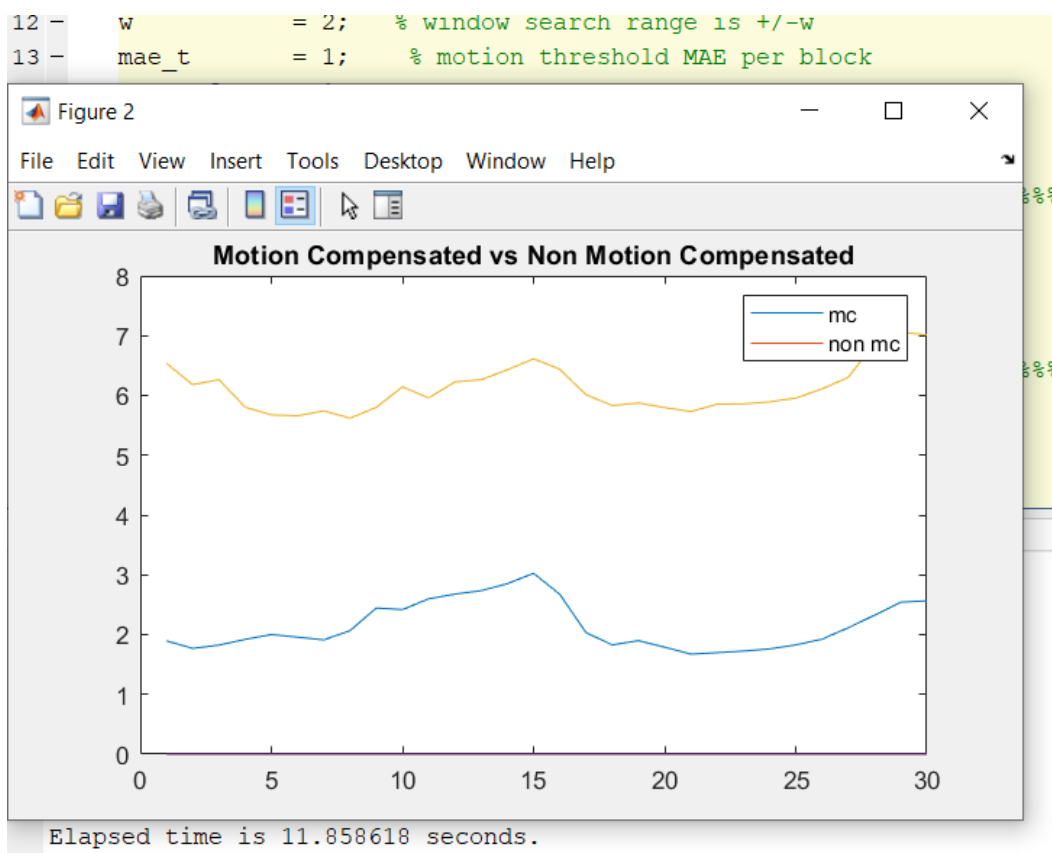 12 - w = 2; % window search range is +/-w
13 - mae_t = 1; % motion threshold MAE per block
Figure 2
File Edit View Insert Tools Desktop Window Help
%%%
Motion Compensated vs Non Motion Compensated
8
mc
7
non mc
%%%
6
5
4
3
2
1
0
0 5 10 15 20 25 30
Elapsed time is 11.858618 seconds.